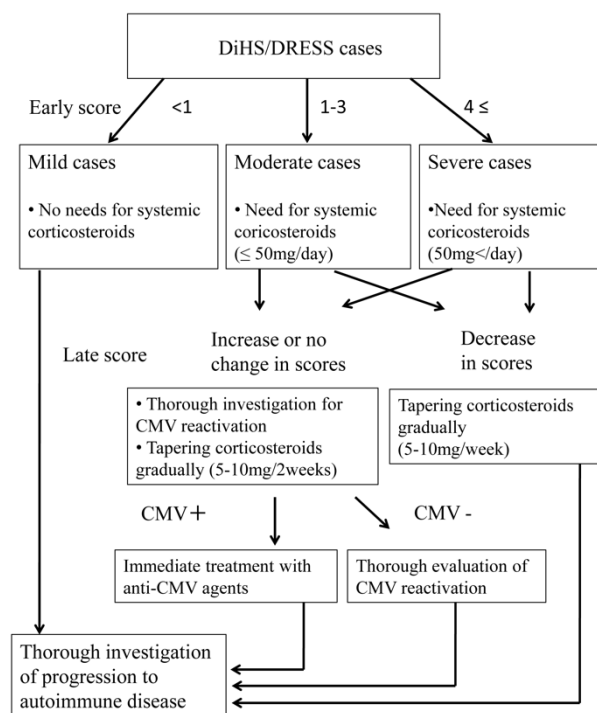 DiHS/DRESS cases
Early score
<1
1-3
4 ≤
Mild cases
• No needs for systemic
corticosteroids
Moderate cases
• Need for systemic
coricosteroids
(≤ 50mg/day)
Severe cases
•Need for systemic
coricosteroids
(50mg</day)
Late score
Increase or no
change in scores
Decrease
in scores
• Thorough investigation for
CMV reactivation
• Tapering corticosteroids
gradually (5-10mg/2weeks)
Tapering corticosteroids
gradually
(5-10mg/week)
CMV+
CMV -
Immediate treatment with
anti-CMV agents
Thorough evaluation of
CMV reactivation
Thorough investigation
of progression to
autoimmune disease